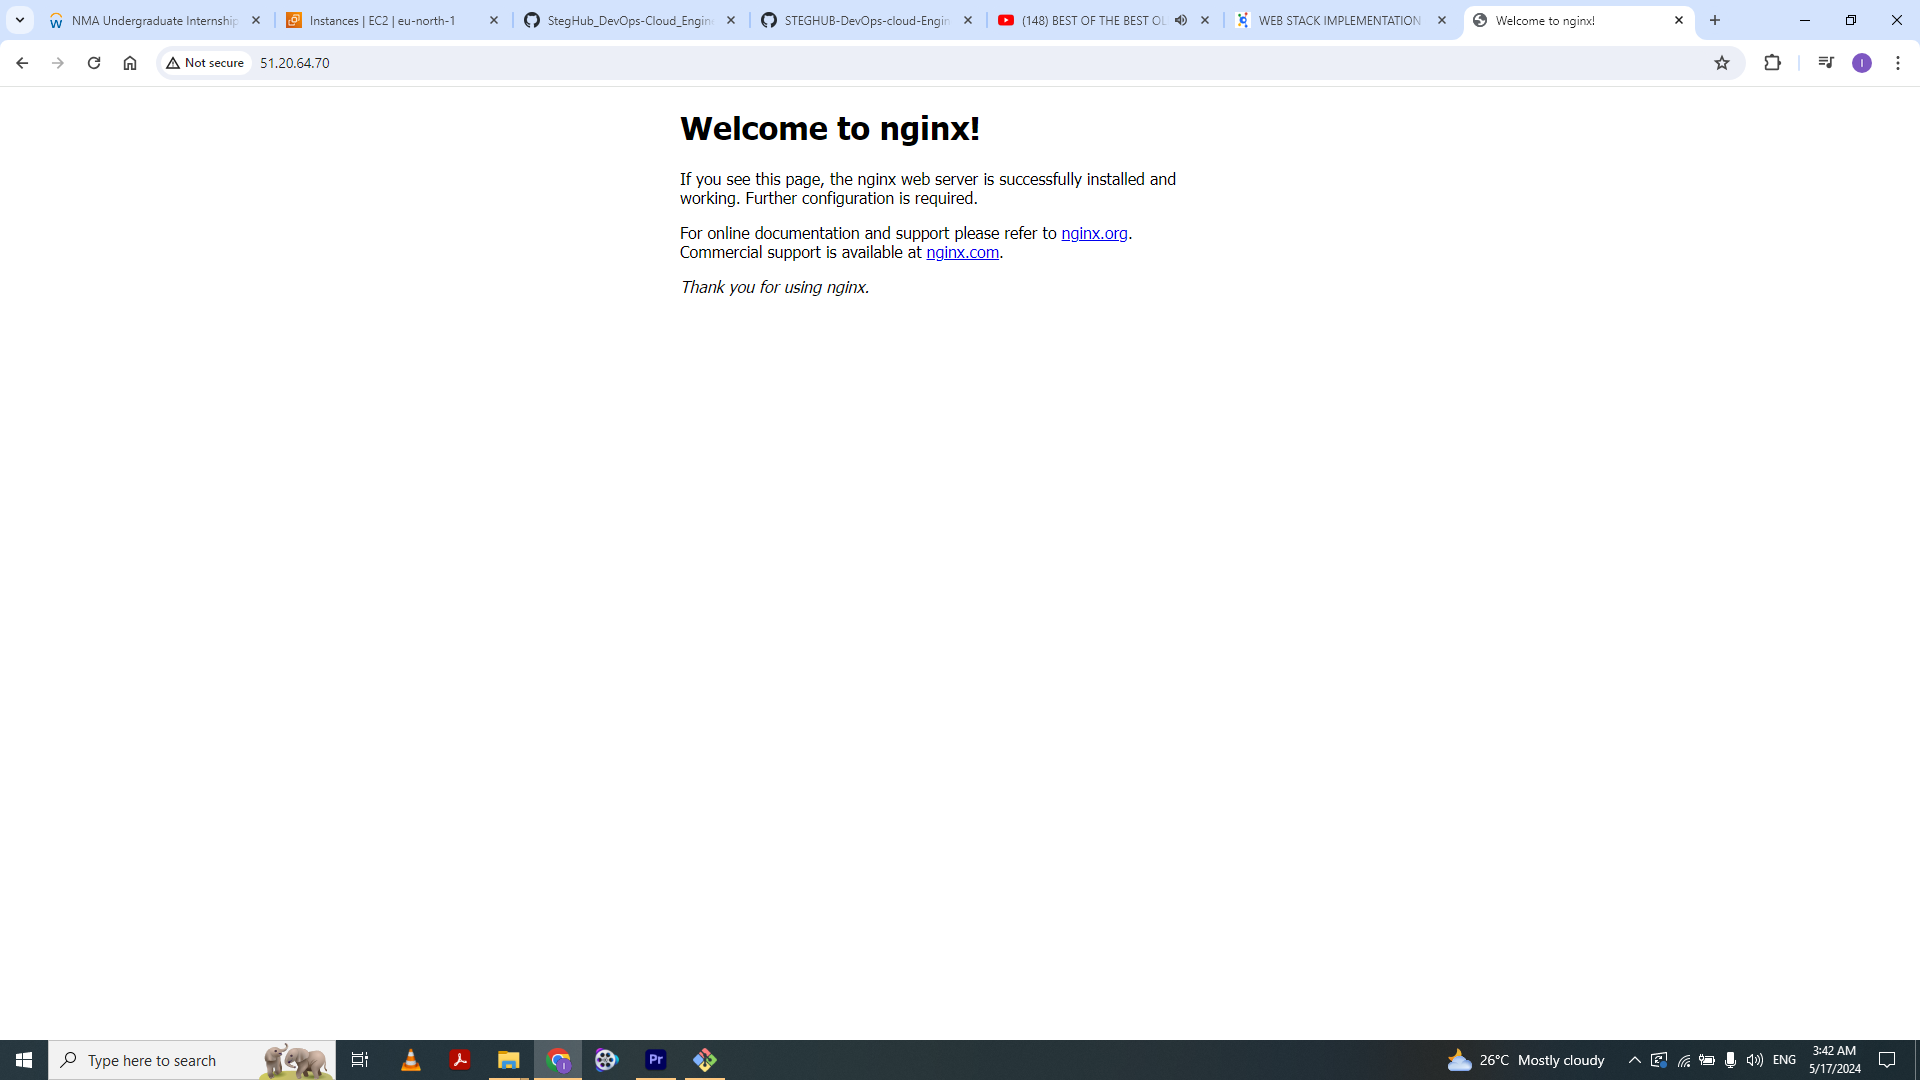 NMA Undergraduate Internship
Instances | EC2 | eu-north-1
StegHub_DevOps-Cloud_Engine
STEGHUB-DevOps-cloud-Engin
(148) BEST OF THE BEST OL
WEB STACK IMPLEMENTATION
Welcome to nginx!
Not secure
51.20.64.70
I
Welcome to nginx!
If you see this page, the nginx web server is successfully installed and
working. Further configuration is required.
For online documentation and support please refer to nginx.org.
Commercial support is available at nginx.com.
Thank you for using nginx.
Type here to search
Pr
26°C Mostly cloudy
ENG
3:42 AM
5/17/2024